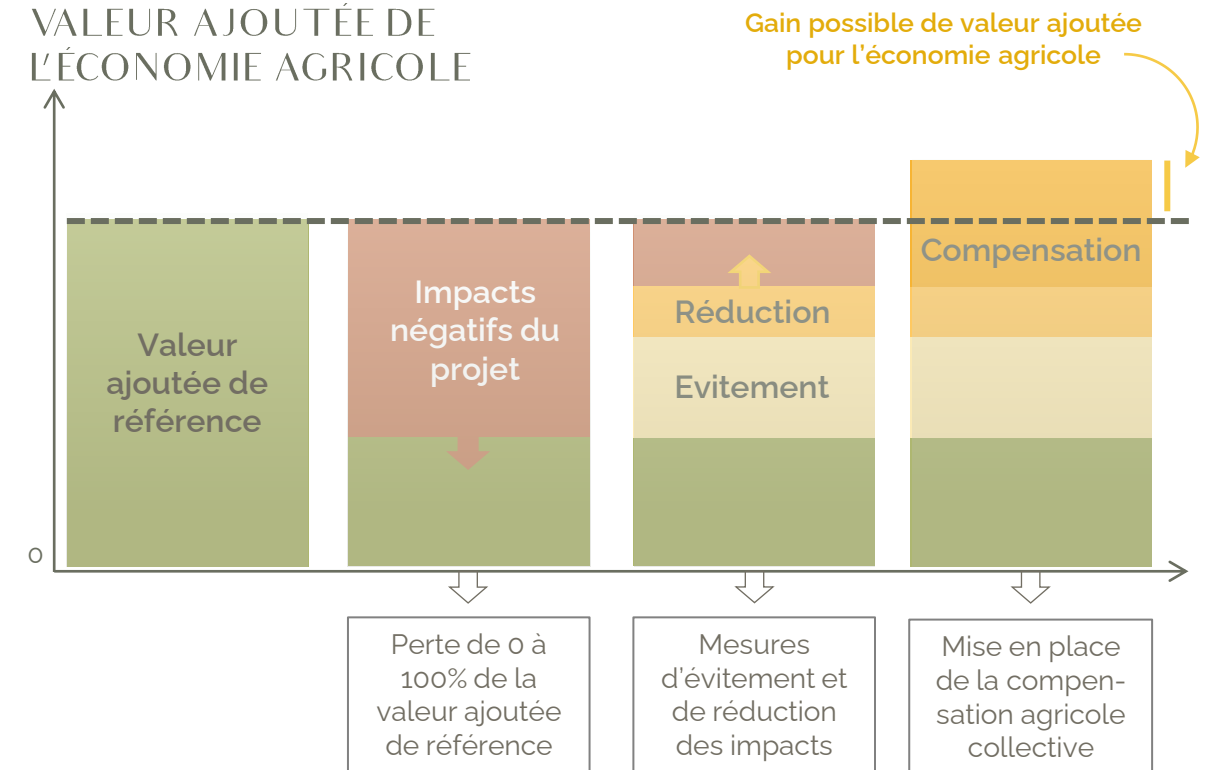 VALEUR AJOUTÉE DE
L'ÉCONOMIE AGRICOLE
Gain possible de valeur ajoutée
pour l'économie agricole
Valeur
ajoutée de
référence
Impacts
négatifs du
projet
Réduction
Evitement
Compensation
0
Perte de 0 à
100% de la
valeur ajoutée
de référence
Mesures
d'évitement et
de réduction
des impacts
Mise en place
de la compen-
sation agricole
collective